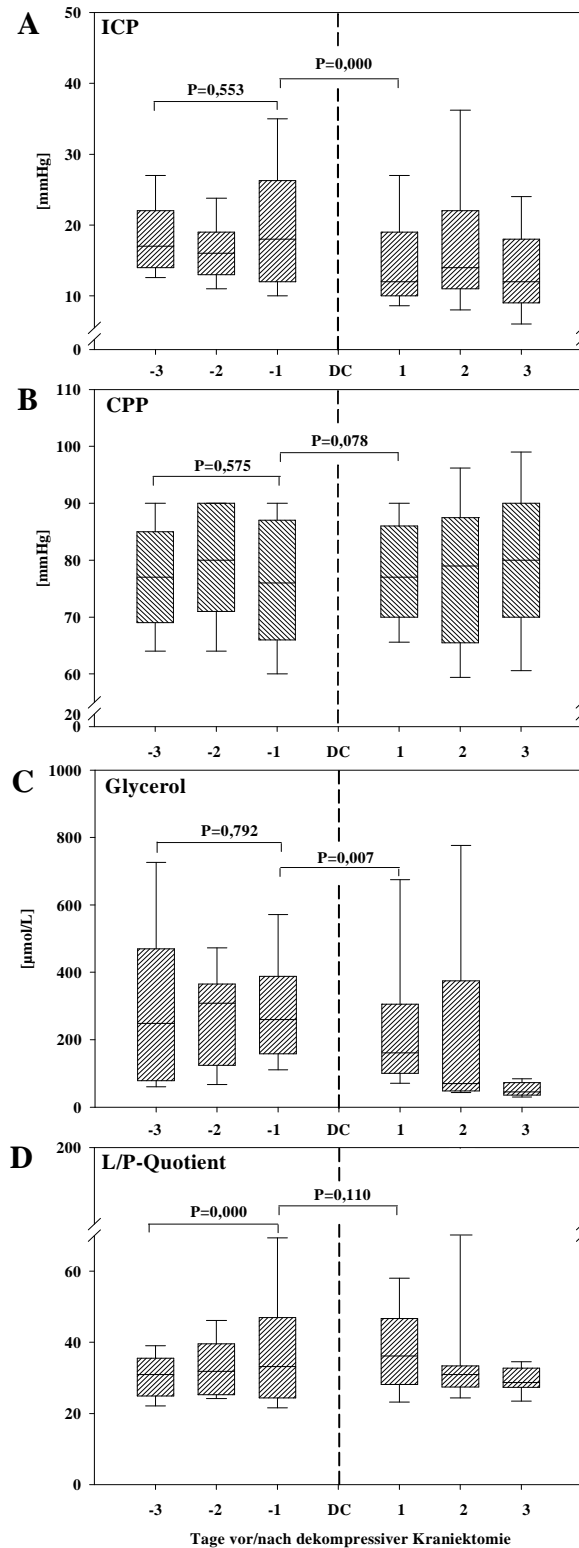 A
ICP
50
40
30
20
10
0
[mmHg]
P=0,553
P=0,000
-3 -2 -1 DC 1 2 3
B
CPP
110
100
90
80
70
60
20
0
[mmHg]
P=0,575
P=0,078
-3 -2 -1 DC 1 2 3
C
Glycerol
1000
800
600
400
200
0
[µmol/L]
P=0,792
P=0,007
-3 -2 -1 DC 1 2 3
D
L/P-Quotient
200
60
40
20
0
P=0,000
P=0,110
-3 -2 -1 DC 1 2 3
Tage vor/nach dekompressiver Kraniektomie